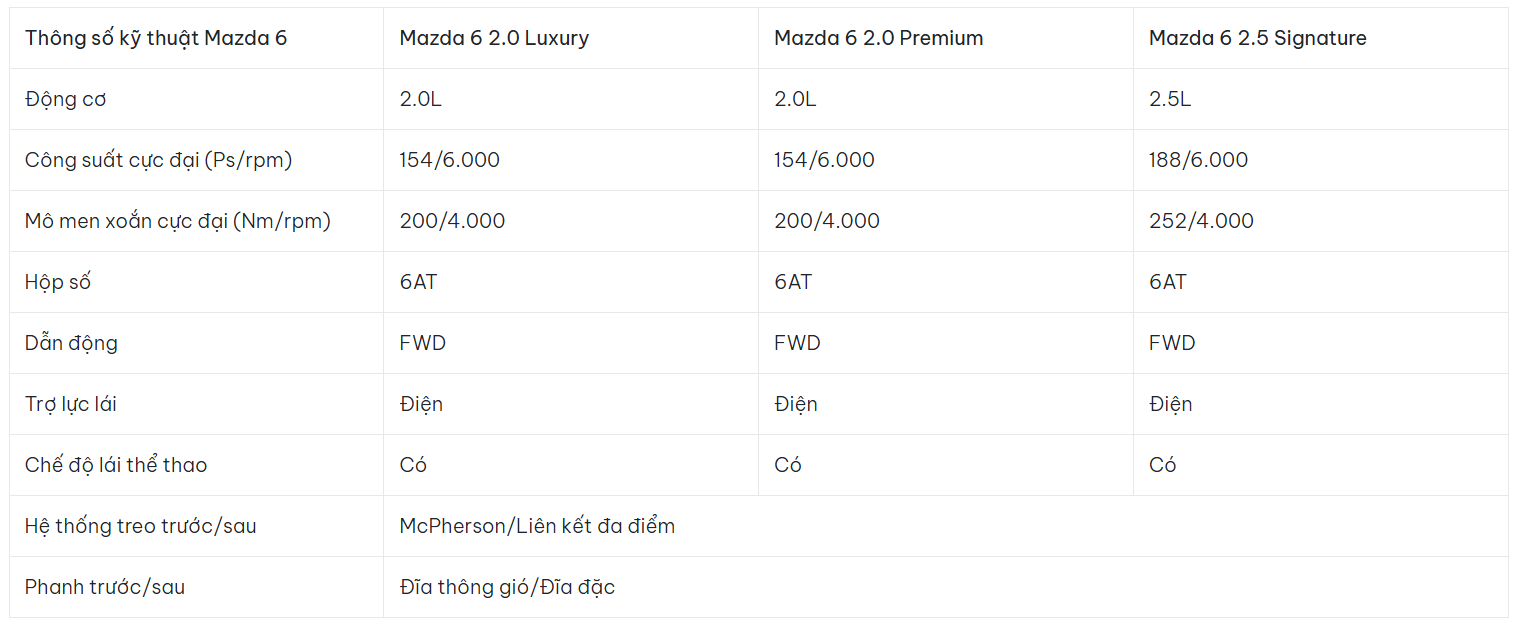 Thông số kỹ thuật Mazda 6 Mazda 6 2.0 Luxury Mazda 6 2.0 Premium Mazda 6 2.5 Signature
Động cơ 2.0L 2.0L 2.5L
Công suất cực đại (Ps/rpm) 154/6.000 154/6.000 188/6.000
Mô men xoắn cực đại (Nm/rpm) 200/4.000 200/4.000 252/4.000
Hộp số 6AT 6AT 6AT
Dẫn động FWD FWD FWD
Trợ lực lái Điện Điện Điện
Chế độ lái thể thao Có Có Có
Hệ thống treo trước/sau McPherson/Liên kết đa điểm
Phanh trước/sau Đĩa thông gió/Đĩa đặc